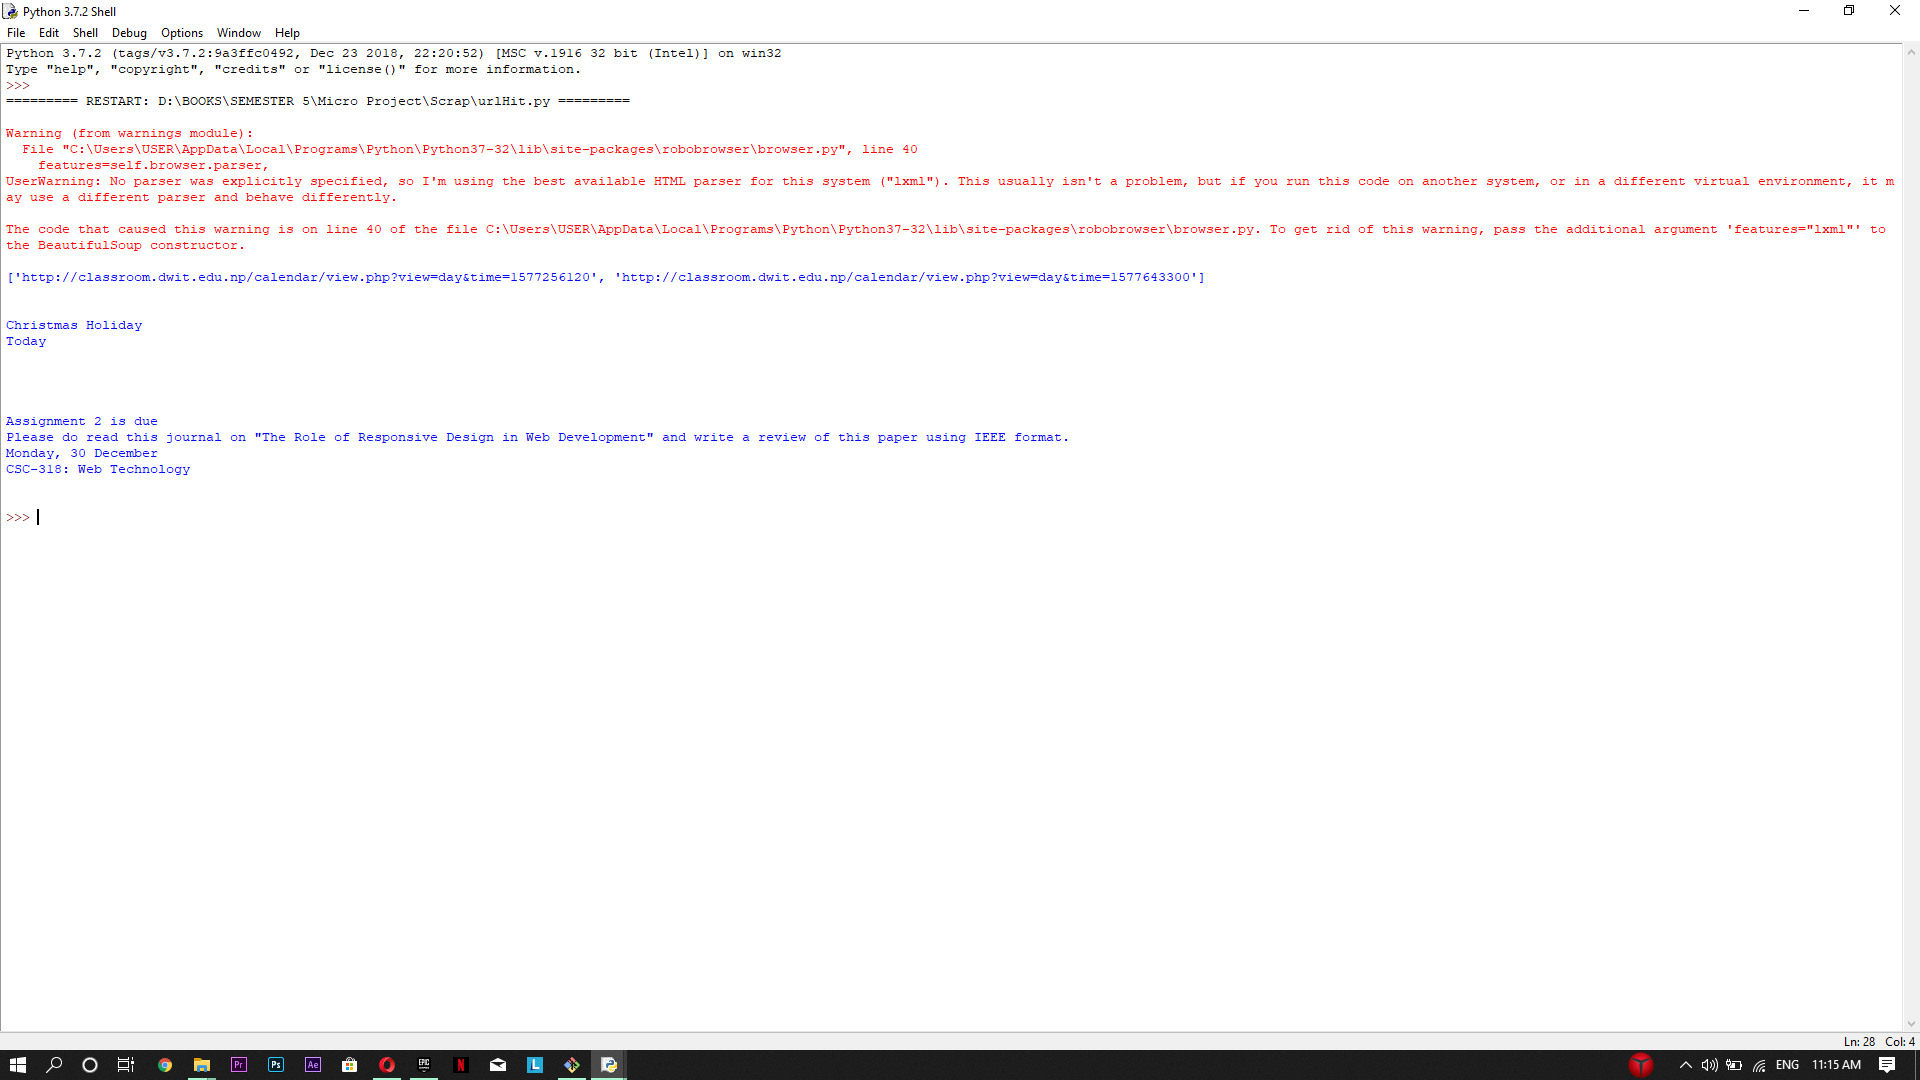 Python 3.7.2 Shell
File Edit Shell Debug Options Window Help
Python 3.7.2 (tags/v3.7.2:9a3ffc0492, Dec 23 2018, 22:20:52) [MSC v.1916 32 bit (Intel)] on win32
Type "help", "copyright", "credits" or "license()" for more information.
>>>
========= RESTART: D:\BOOKS\SEMESTER 5\Micro Project\Scrap\urlHit.py =========
Warning (from warnings module):
  File "C:\Users\USER\AppData\Local\Programs\Python\Python37-32\lib\site-packages\robobrowser\browser.py", line 40
    features=self.browser.parser,
UserWarning: No parser was explicitly specified, so I'm using the best available HTML parser for this system ("lxml"). This usually isn't a problem, but if you run this code on another system, or in a different virtual environment, it m
ay use a different parser and behave differently.
The code that caused this warning is on line 40 of the file C:\Users\USER\AppData\Local\Programs\Python\Python37-32\lib\site-packages\robobrowser\browser.py. To get rid of this warning, pass the additional argument 'features="lxml"' to
the BeautifulSoup constructor.
['http://classroom.dwit.edu.np/calendar/view.php?view=day&time=1577256120', 'http://classroom.dwit.edu.np/calendar/view.php?view=day&time=1577643300']
Christmas Holiday
Today
Assignment 2 is due
Please do read this journal on "The Role of Responsive Design in Web Development" and write a review of this paper using IEEE format.
Monday, 30 December
CSC-318: Web Technology
>>>
Ln: 28 Col: 4
Pr Ps Ae EPIC N L ENG 11:15 AM